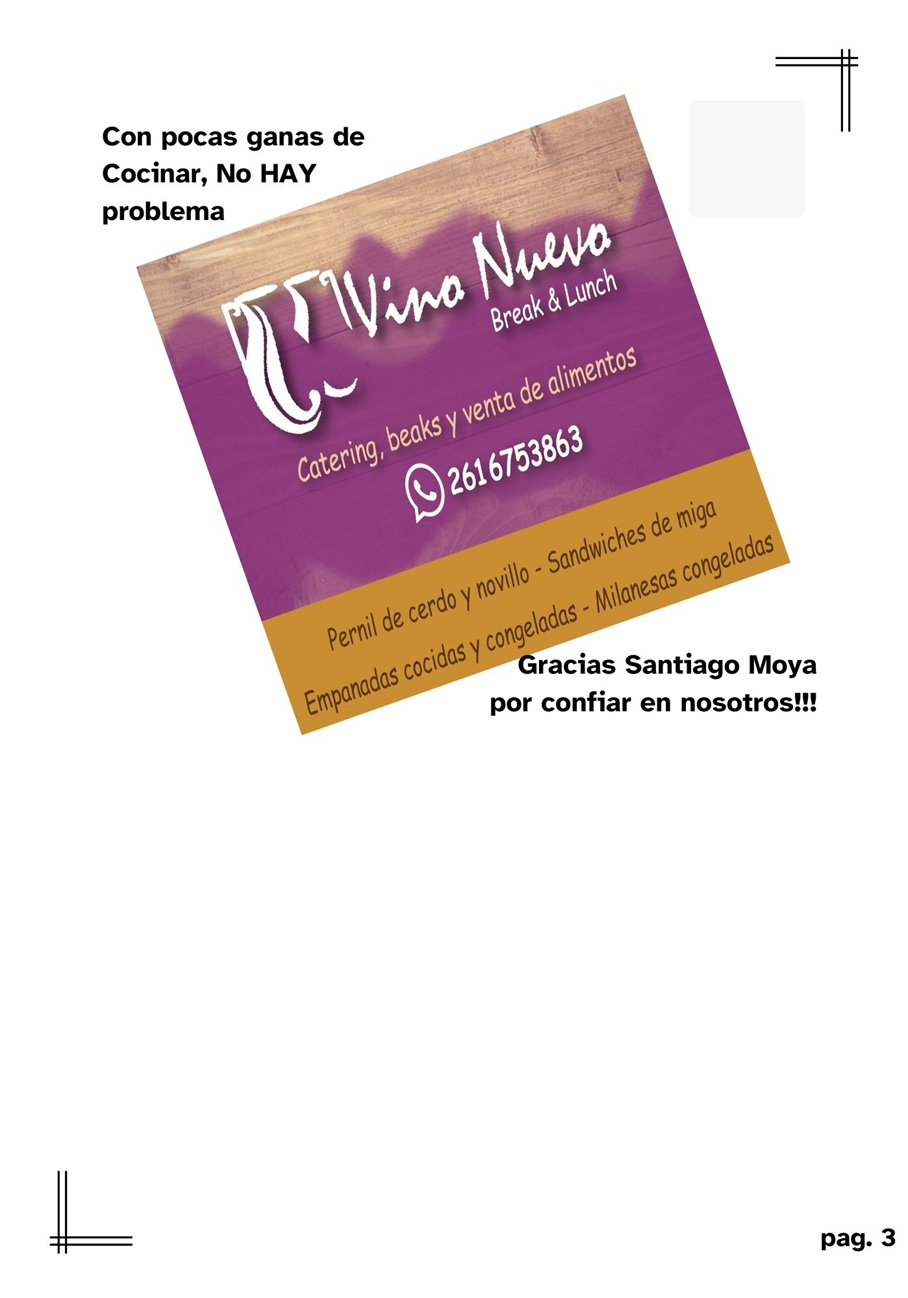 Con pocas ganas de
Cocinar, No HAY
problema
Vino Nuevo
Break & Lunch
Catering, beaks y venta de alimentos
2616753863
Pernil de cerdo y novillo - Sandwiches de miga
Empanadas cocidas y congeladas - Milanesas congeladas
Gracias Santiago Moya
por confiar en nosotros!!!
pag. 3